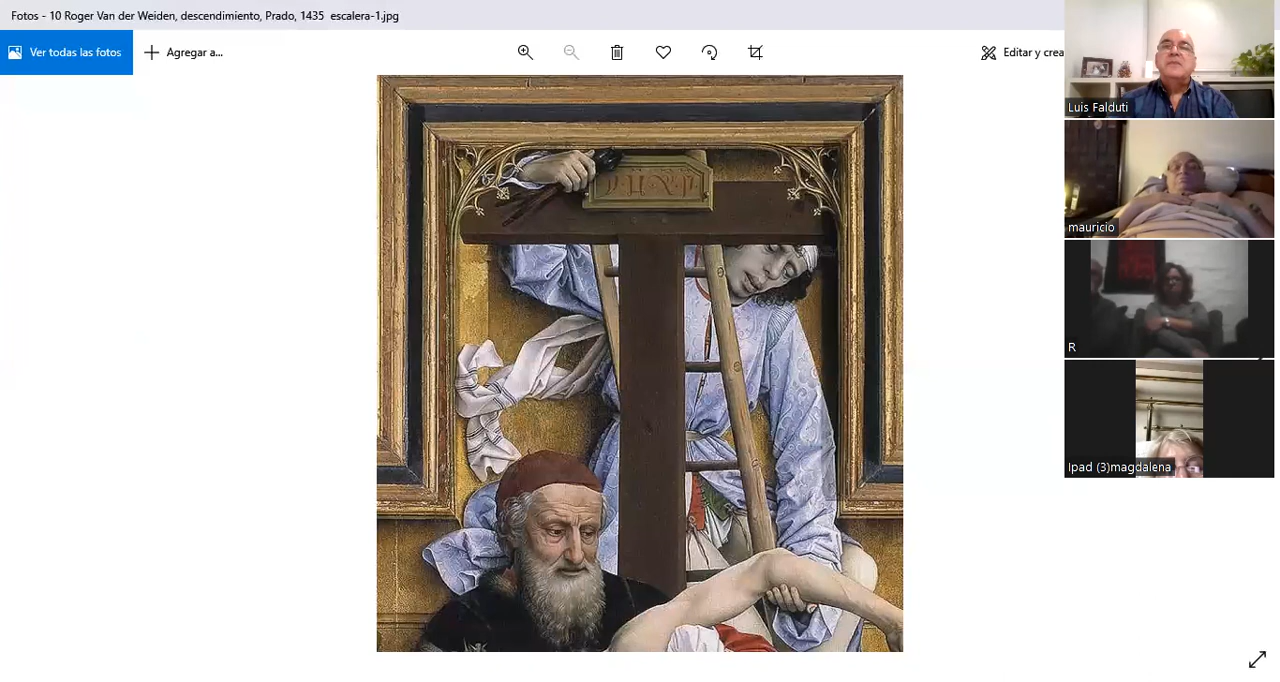 Fotos - 10 Roger Van der Weiden, descendimiento, Prado, 1435 escalera-1.jpg
Ver todas las fotos
Agregar a...
Editar y crea
Luis Falduti
mauricio
R
Ipad (3)magdalena